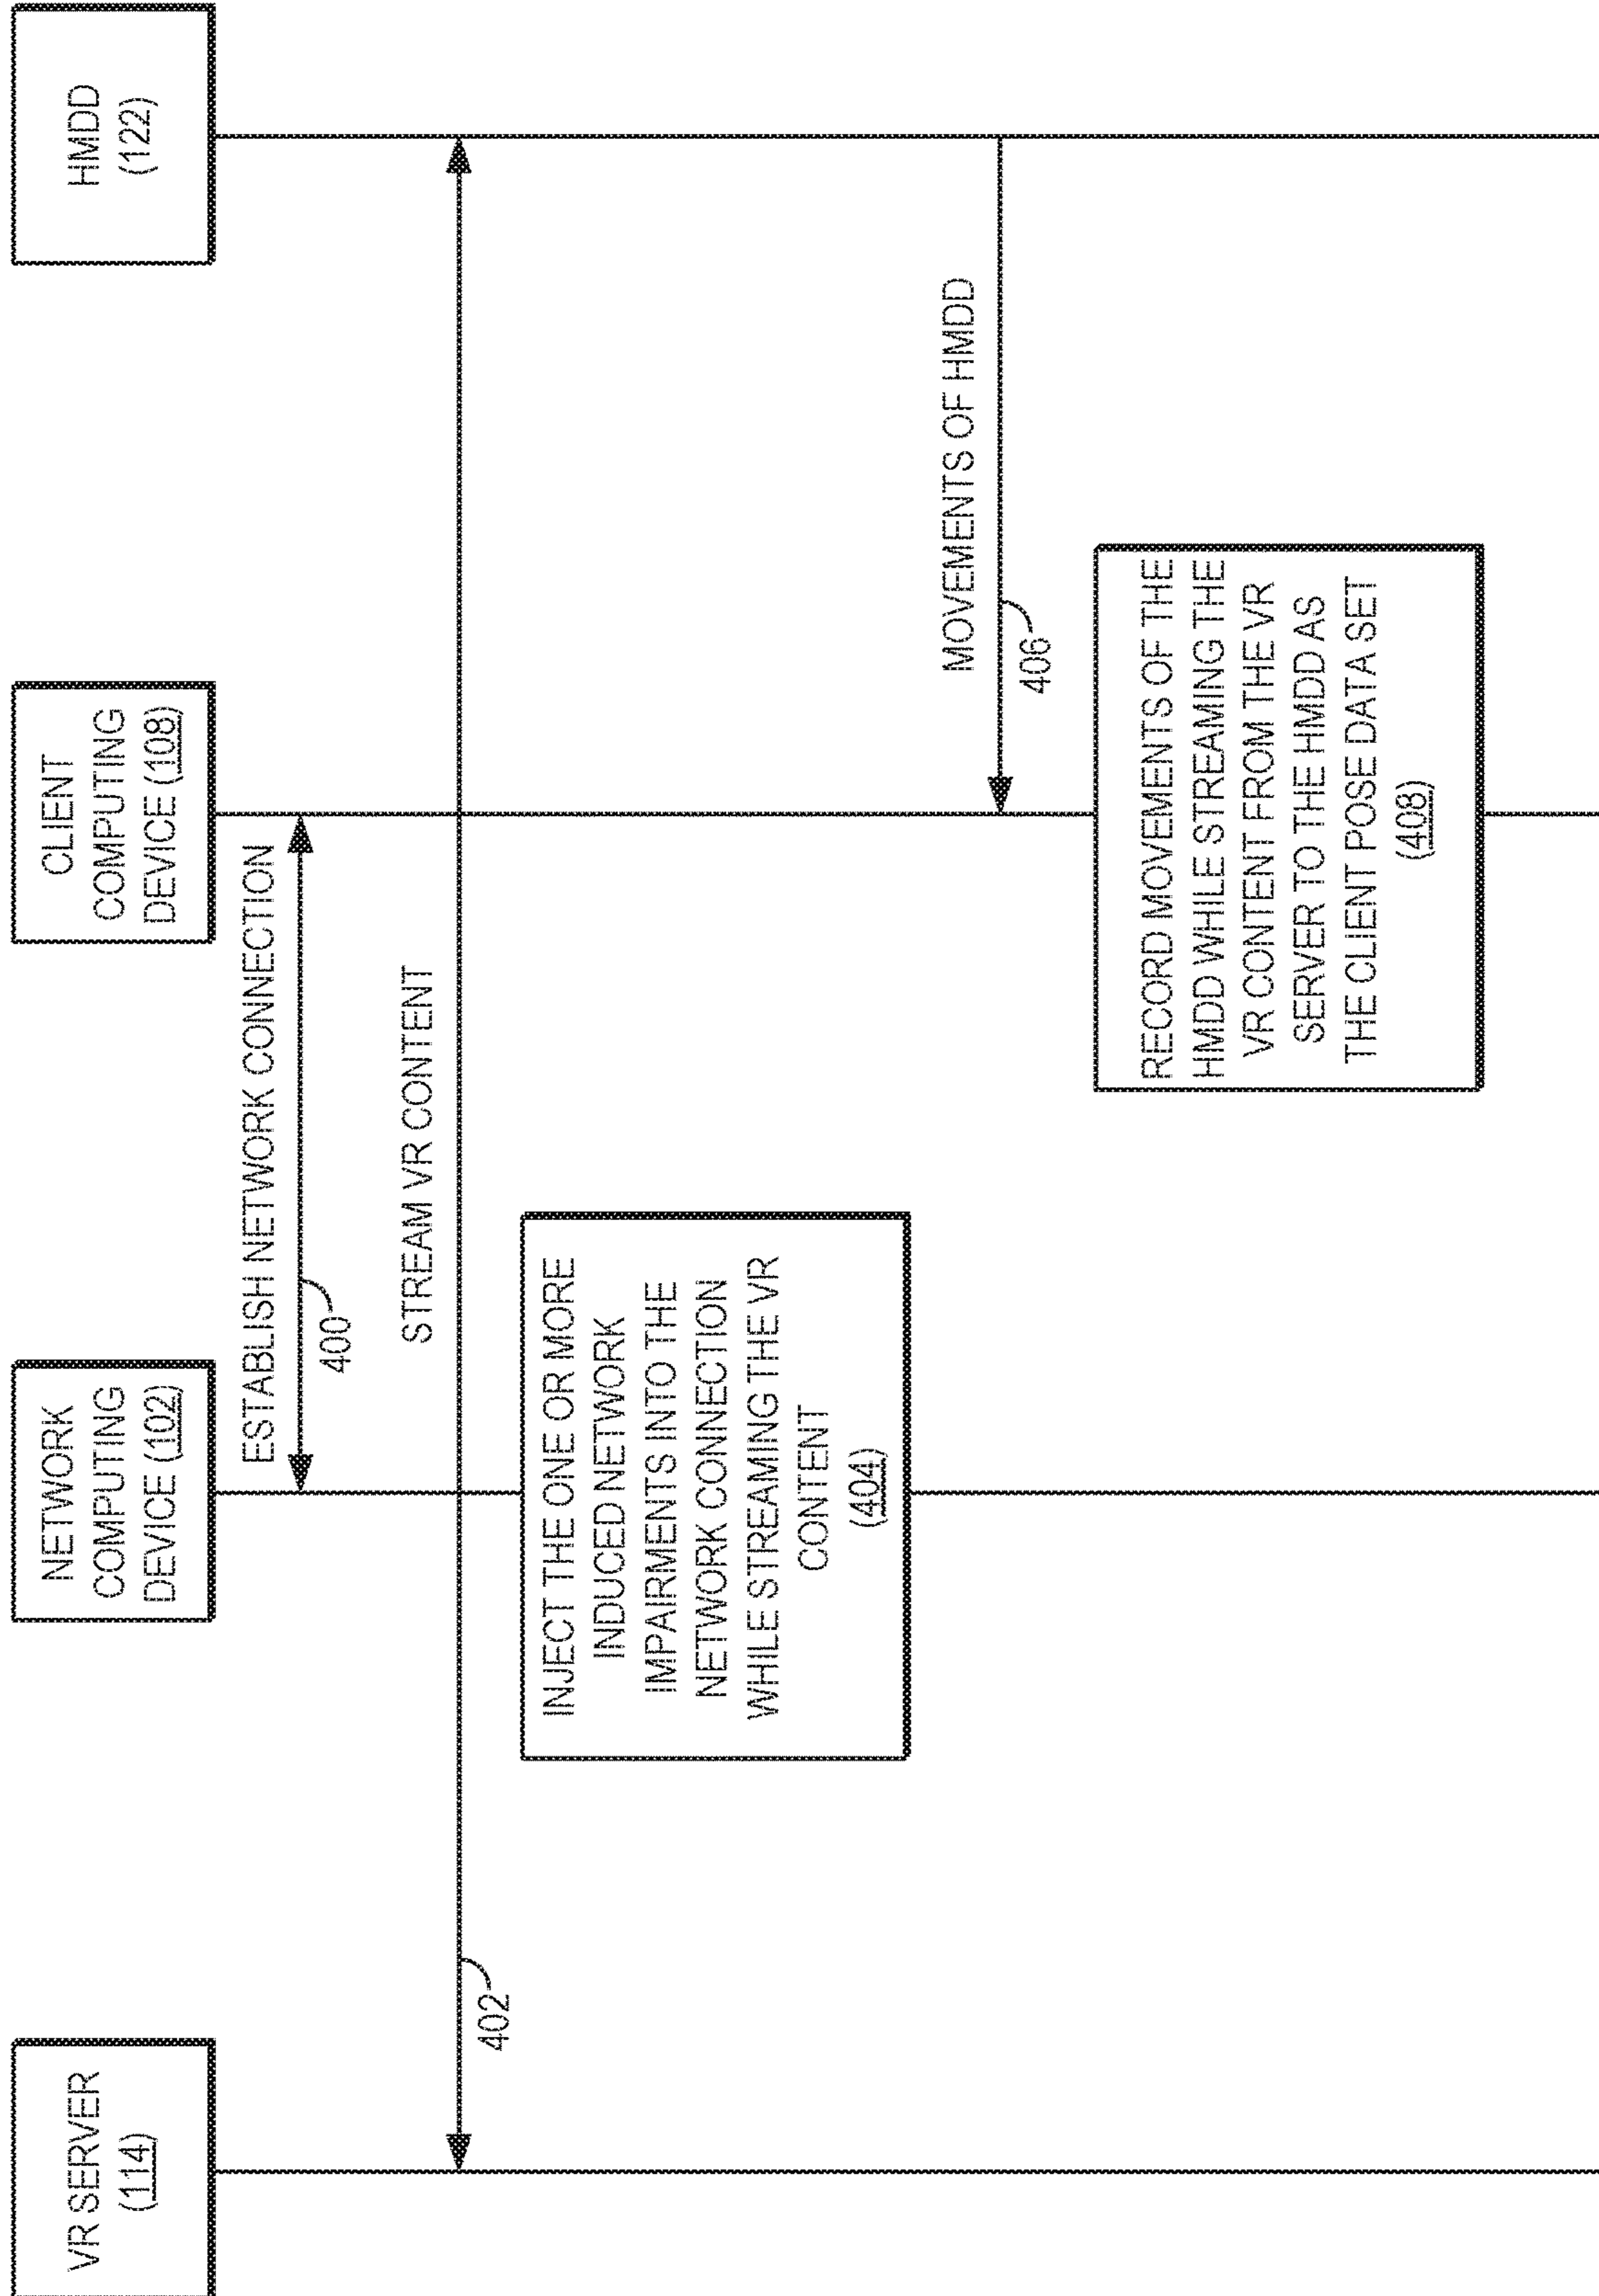 VR SERVER
(114)
NETWORK
COMPUTING
DEVICE (102)
CLIENT
COMPUTING
DEVICE (108)
HMDD
(122)
ESTABLISH NETWORK CONNECTION
400
STREAM VR CONTENT
402
INJECT THE ONE OR MORE
INDUCED NETWORK
IMPAIRMENTS INTO THE
NETWORK CONNECTION
WHILE STREAMING THE VR
CONTENT
(404)
MOVEMENTS OF HMDD
406
RECORD MOVEMENTS OF THE
HMDD WHILE STREAMING THE
VR CONTENT FROM THE VR
SERVER TO THE HMDD AS
THE CLIENT POSE DATA SET
(408)